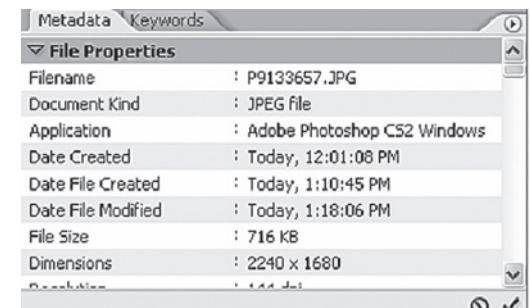 Metadata Keywords
File Properties
Filename : P9133657.JPG
Document Kind : JPEG file
Application : Adobe Photoshop CS2 Windows
Date Created : Today, 12:01:08 PM
Date File Created : Today, 1:10:45 PM
Date File Modified : Today, 1:18:06 PM
File Size : 716 KB
Dimensions : 2240 x 1680